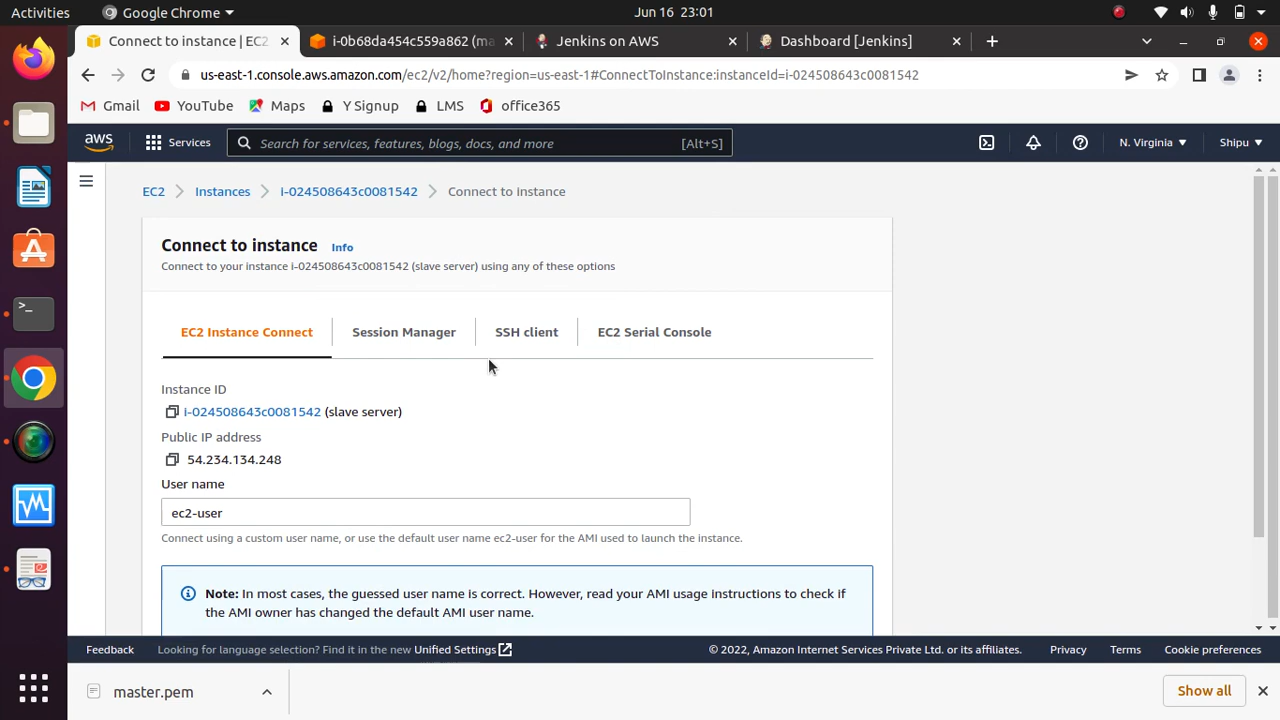 Activities
Google Chrome
Jun 16 23:01
Connect to instance | EC2
i-0b68da454c559a862 (ma
Jenkins on AWS
Dashboard [Jenkins]
us-east-1.console.aws.amazon.com/ec2/v2/home?region=us-east-1#ConnectToInstance:instanceId=i-024508643c0081542
Gmail
YouTube
Maps
Y Signup
LMS
office365
aws
Services
Search for services, features, blogs, docs, and more
[Alt+S]
N. Virginia
Shipu
EC2
Instances
i-024508643c0081542
Connect to instance
Connect to instance
Info
Connect to your instance i-024508643c0081542 (slave server) using any of these options
EC2 Instance Connect
Session Manager
SSH client
EC2 Serial Console
Instance ID
i-024508643c0081542 (slave server)
Public IP address
54.234.134.248
User name
ec2-user
Connect using a custom user name, or use the default user name ec2-user for the AMI used to launch the instance.
Note: In most cases, the guessed user name is correct. However, read your AMI usage instructions to check if
the AMI owner has changed the default AMI user name.
Feedback
Looking for language selection? Find it in the new Unified Settings
© 2022, Amazon Internet Services Private Ltd. or its affiliates.
Privacy
Terms
Cookie preferences
master.pem
Show all